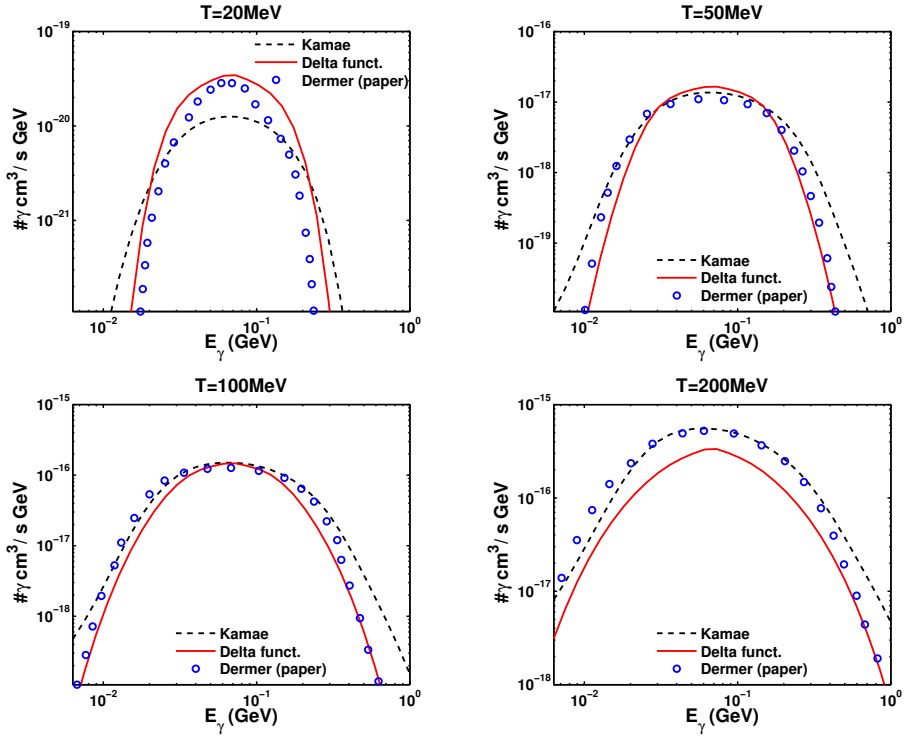 T=20MeV
10⁻¹⁹
10⁻²⁰
10⁻²¹
#γ cm³/ s GeV
Kamae
Delta funct.
Dermer (paper)
10⁻²
10⁻¹
10⁰
E_γ (GeV)
T=50MeV
10⁻¹⁶
10⁻¹⁷
10⁻¹⁸
10⁻¹⁹
#γ cm³/ s GeV
Kamae
Delta funct.
Dermer (paper)
10⁻²
10⁻¹
10⁰
E_γ (GeV)
T=100MeV
10⁻¹⁵
10⁻¹⁶
10⁻¹⁷
10⁻¹⁸
#γ cm³/ s GeV
Kamae
Delta funct.
Dermer (paper)
10⁻²
10⁻¹
10⁰
E_γ (GeV)
T=200MeV
10⁻¹⁵
10⁻¹⁶
10⁻¹⁷
10⁻¹⁸
#γ cm³/ s GeV
Kamae
Delta funct.
Dermer (paper)
10⁻²
10⁻¹
10⁰
E_γ (GeV)